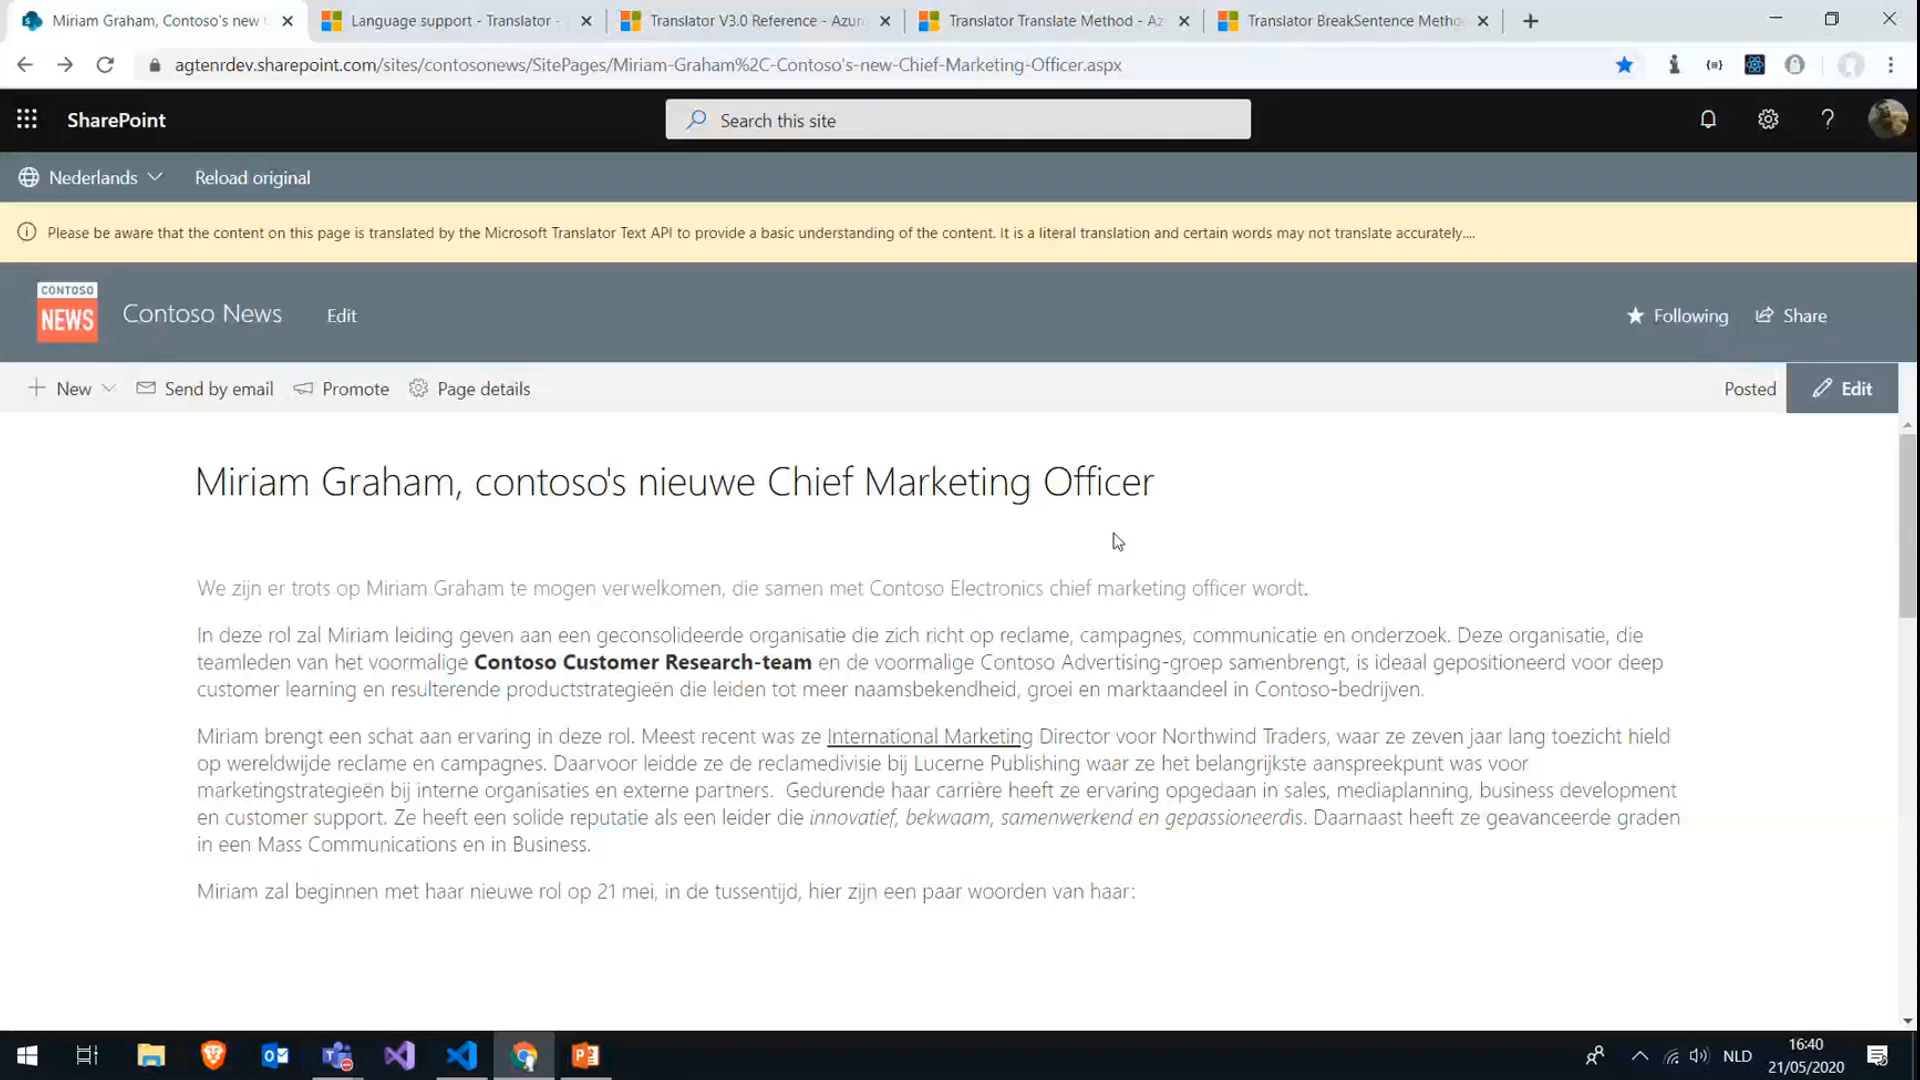 Miriam Graham, Contoso's new
Language support - Translator -
Translator V3.0 Reference - Azur
Translator Translate Method - Az
Translator BreakSentence Metho
agtenrdev.sharepoint.com/sites/contosonews/SitePages/Miriam-Graham%2C-Contoso's-new-Chief-Marketing-Officer.aspx
SharePoint
Search this site
Nederlands
Reload original
Please be aware that the content on this page is translated by the Microsoft Translator Text API to provide a basic understanding of the content. It is a literal translation and certain words may not translate accurately....
CONTOSO
NEWS
Contoso News
Edit
Following
Share
New
Send by email
Promote
Page details
Posted
Edit
Miriam Graham, contoso's nieuwe Chief Marketing Officer
We zijn er trots op Miriam Graham te mogen verwelkomen, die samen met Contoso Electronics chief marketing officer wordt.
In deze rol zal Miriam leiding geven aan een geconsolideerde organisatie die zich richt op reclame, campagnes, communicatie en onderzoek. Deze organisatie, die
teamleden van het voormalige Contoso Customer Research-team en de voormalige Contoso Advertising-groep samenbrengt, is ideaal gepositioneerd voor deep
customer learning en resulterende productstrategieën die leiden tot meer naamsbekendheid, groei en marktaandeel in Contoso-bedrijven.
Miriam brengt een schat aan ervaring in deze rol. Meest recent was ze International Marketing Director voor Northwind Traders, waar ze zeven jaar lang toezicht hield
op wereldwijde reclame en campagnes. Daarvoor leidde ze de reclamedivisie bij Lucerne Publishing waar ze het belangrijkste aanspreekpunt was voor
marketingstrategieën bij interne organisaties en externe partners.  Gedurende haar carrière heeft ze ervaring opgedaan in sales, mediaplanning, business development
en customer support. Ze heeft een solide reputatie als een leider die innovatief, bekwaam, samenwerkend en gepassioneerdis. Daarnaast heeft ze geavanceerde graden
in een Mass Communications en in Business.
Miriam zal beginnen met haar nieuwe rol op 21 mei, in de tussentijd, hier zijn een paar woorden van haar:
NLD
16:40
21/05/2020